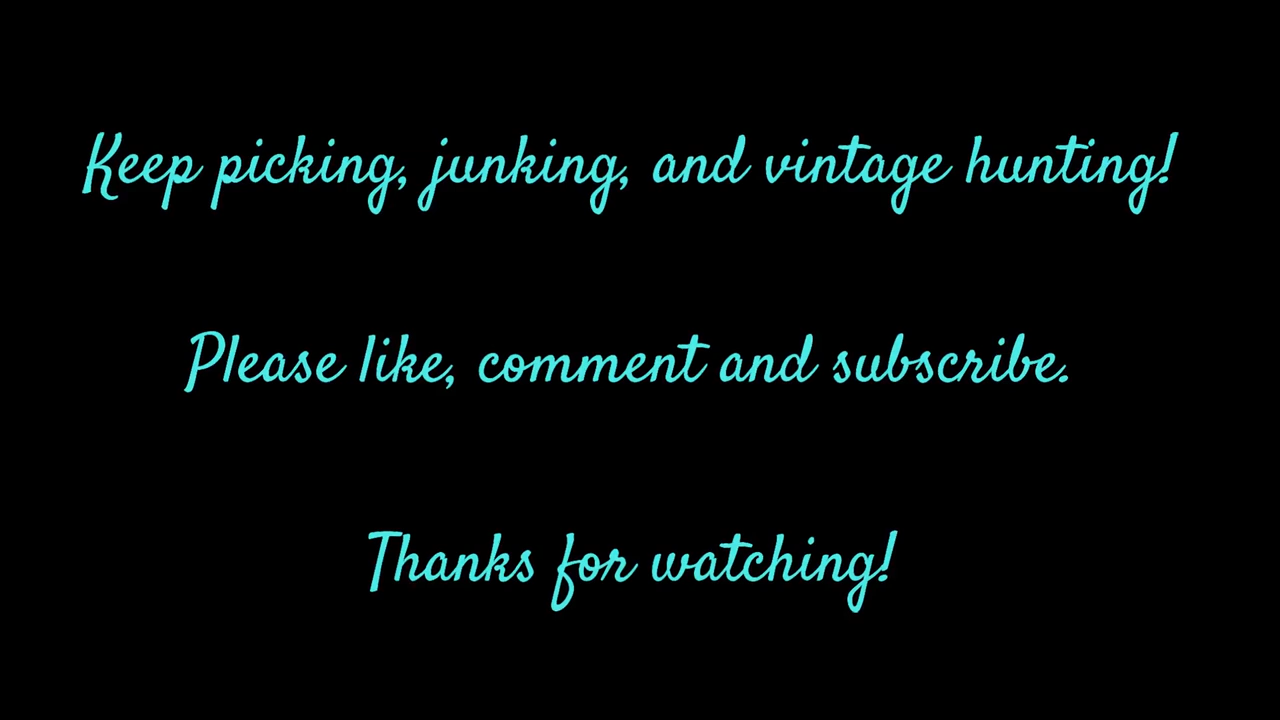 Keep picking, junking, and vintage hunting!
Please like, comment and subscribe.
Thanks for watching!